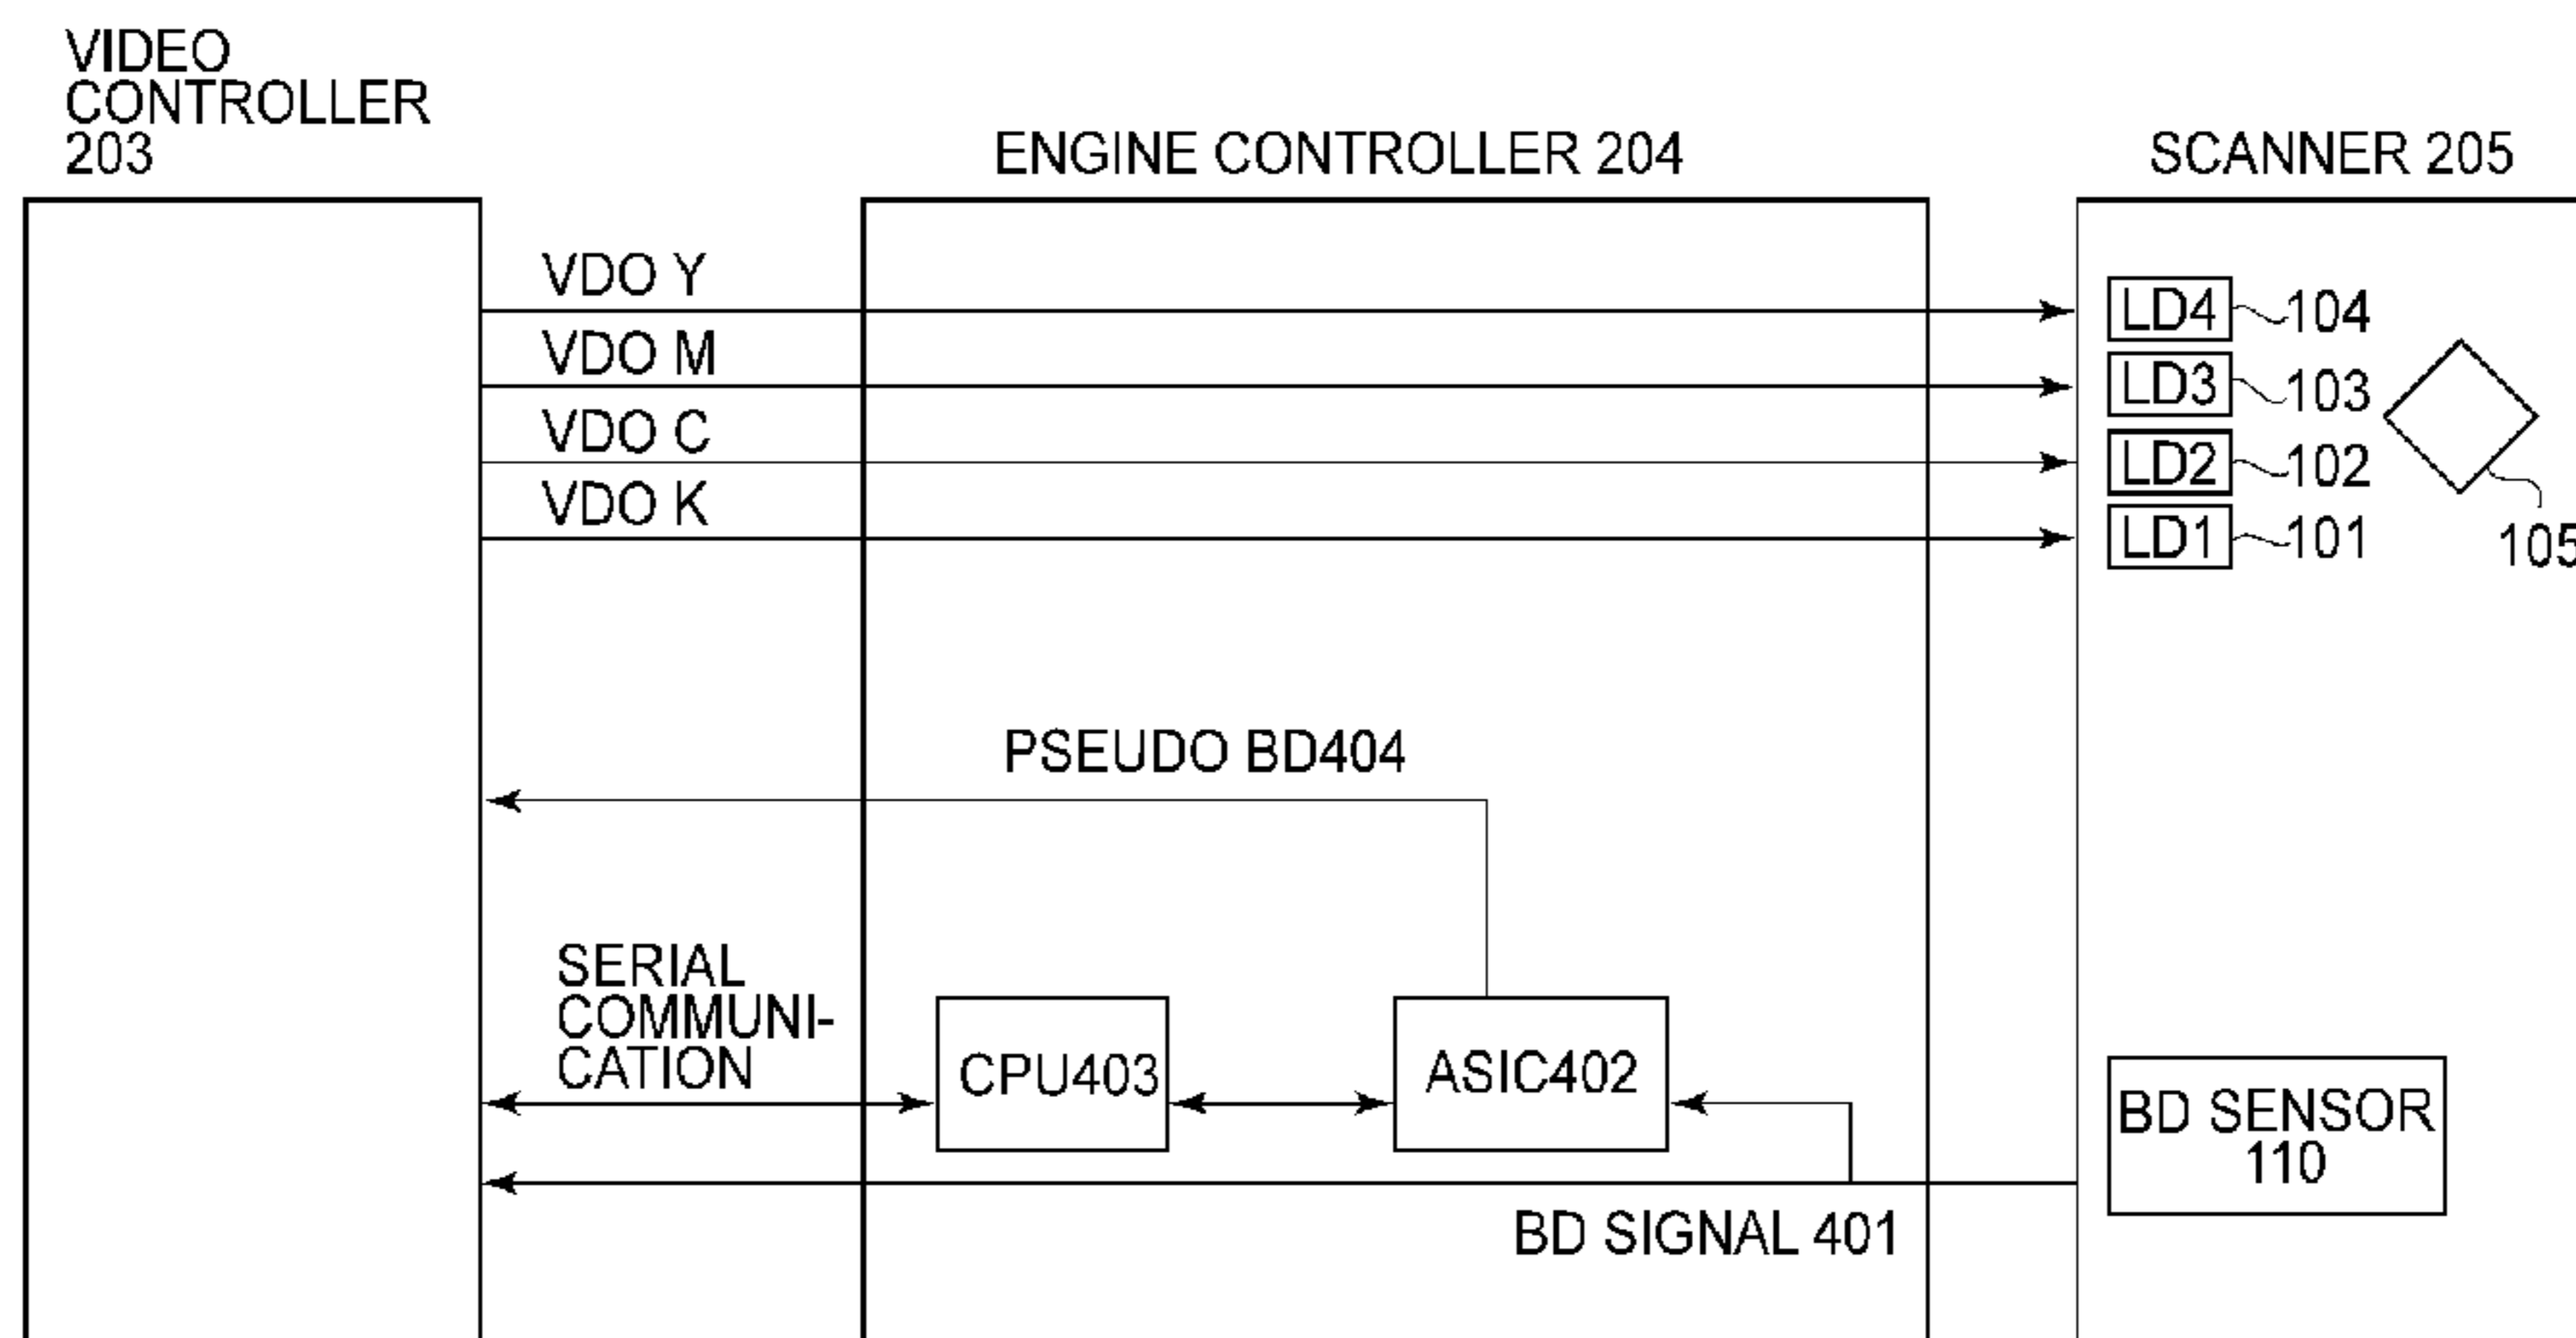 VIDEO
CONTROLLER
203
ENGINE CONTROLLER 204
SCANNER 205
VDO Y
VDO M
VDO C
VDO K
LD4 104
LD3 103
LD2 102
LD1 101
105
PSEUDO BD404
SERIAL
COMMUNI-
CATION
CPU403
ASIC402
BD SENSOR
110
BD SIGNAL 401